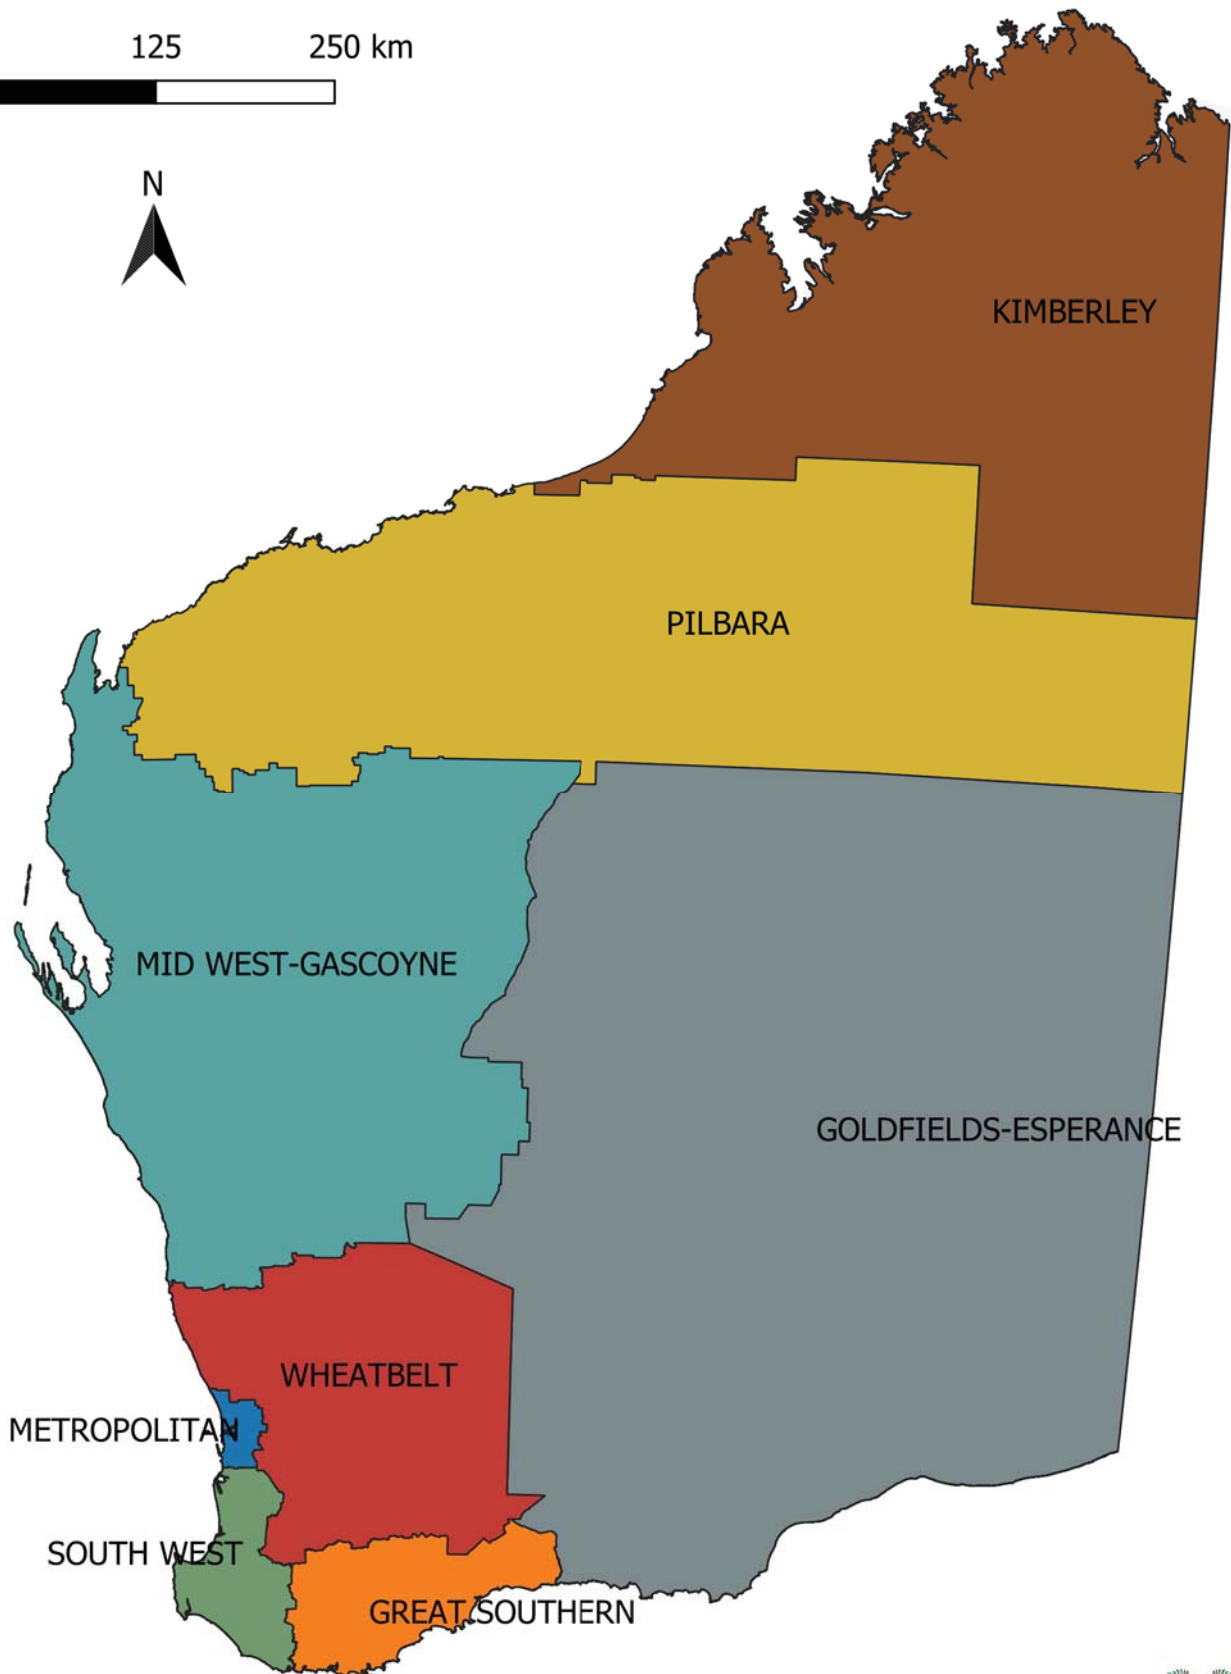 125 250 km
N
KIMBERLEY
PILBARA
MID WEST-GASCOYNE
GOLDFIELDS-ESPERANCE
WHEATBELT
METROPOLITAN
SOUTH WEST
GREAT SOUTHERN